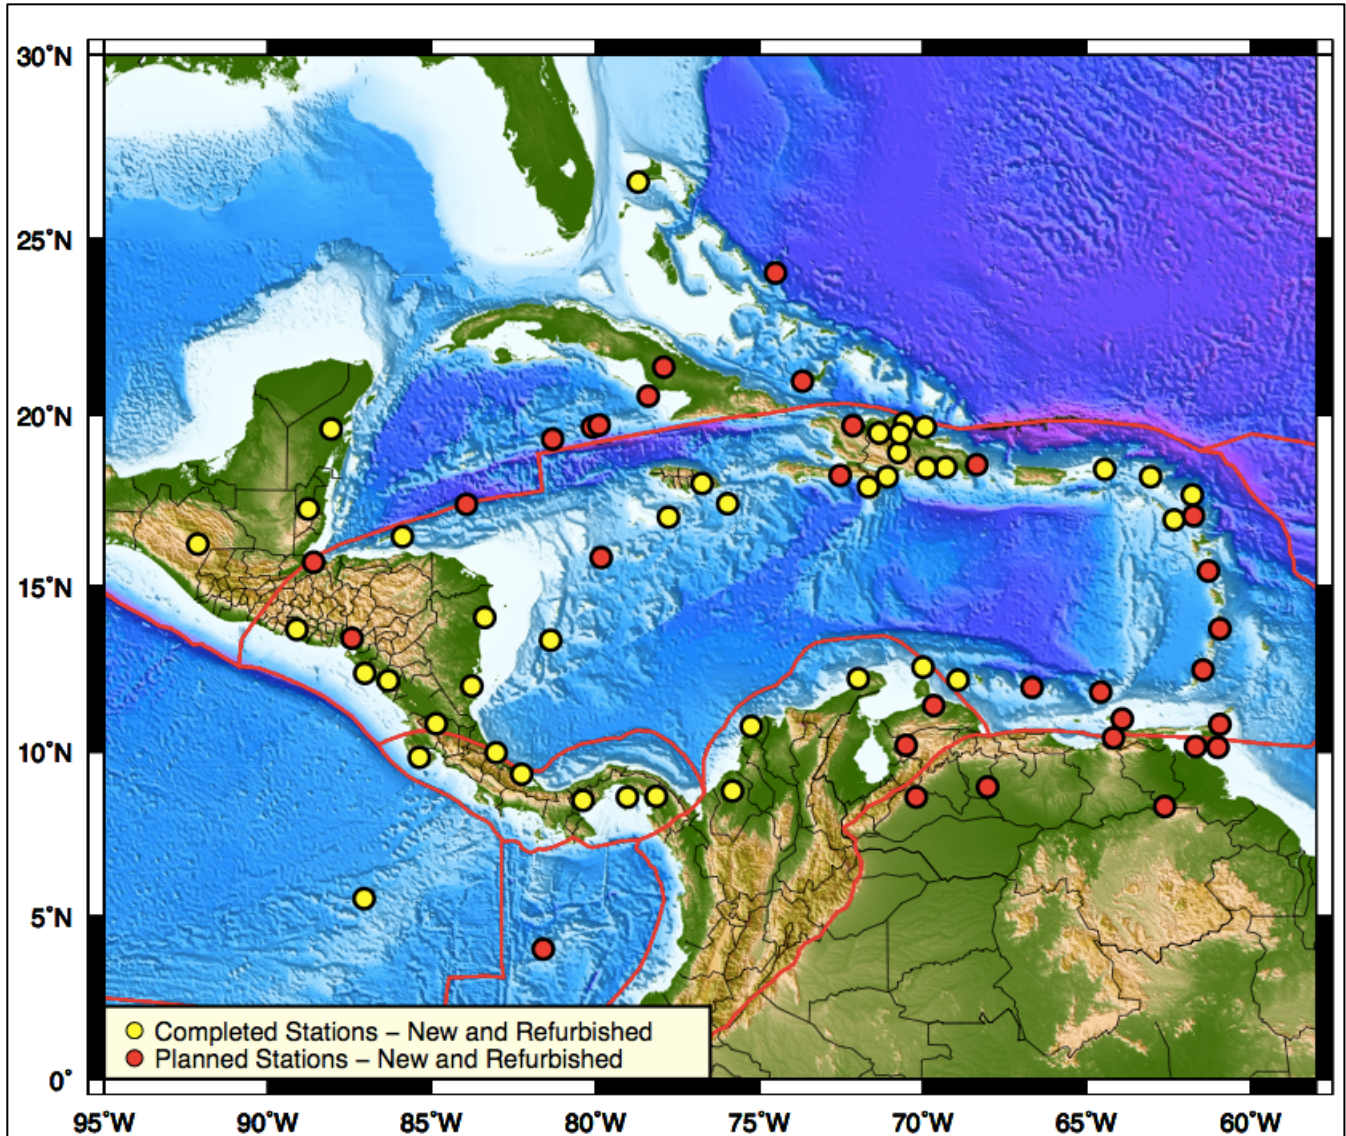 30˚N
25˚N
20˚N
15˚N
10˚N
5˚N
0˚
Completed Stations – New and Refurbished
Planned Stations – New and Refurbished
95˚W 90˚W 85˚W 80˚W 75˚W 70˚W 65˚W 60˚W